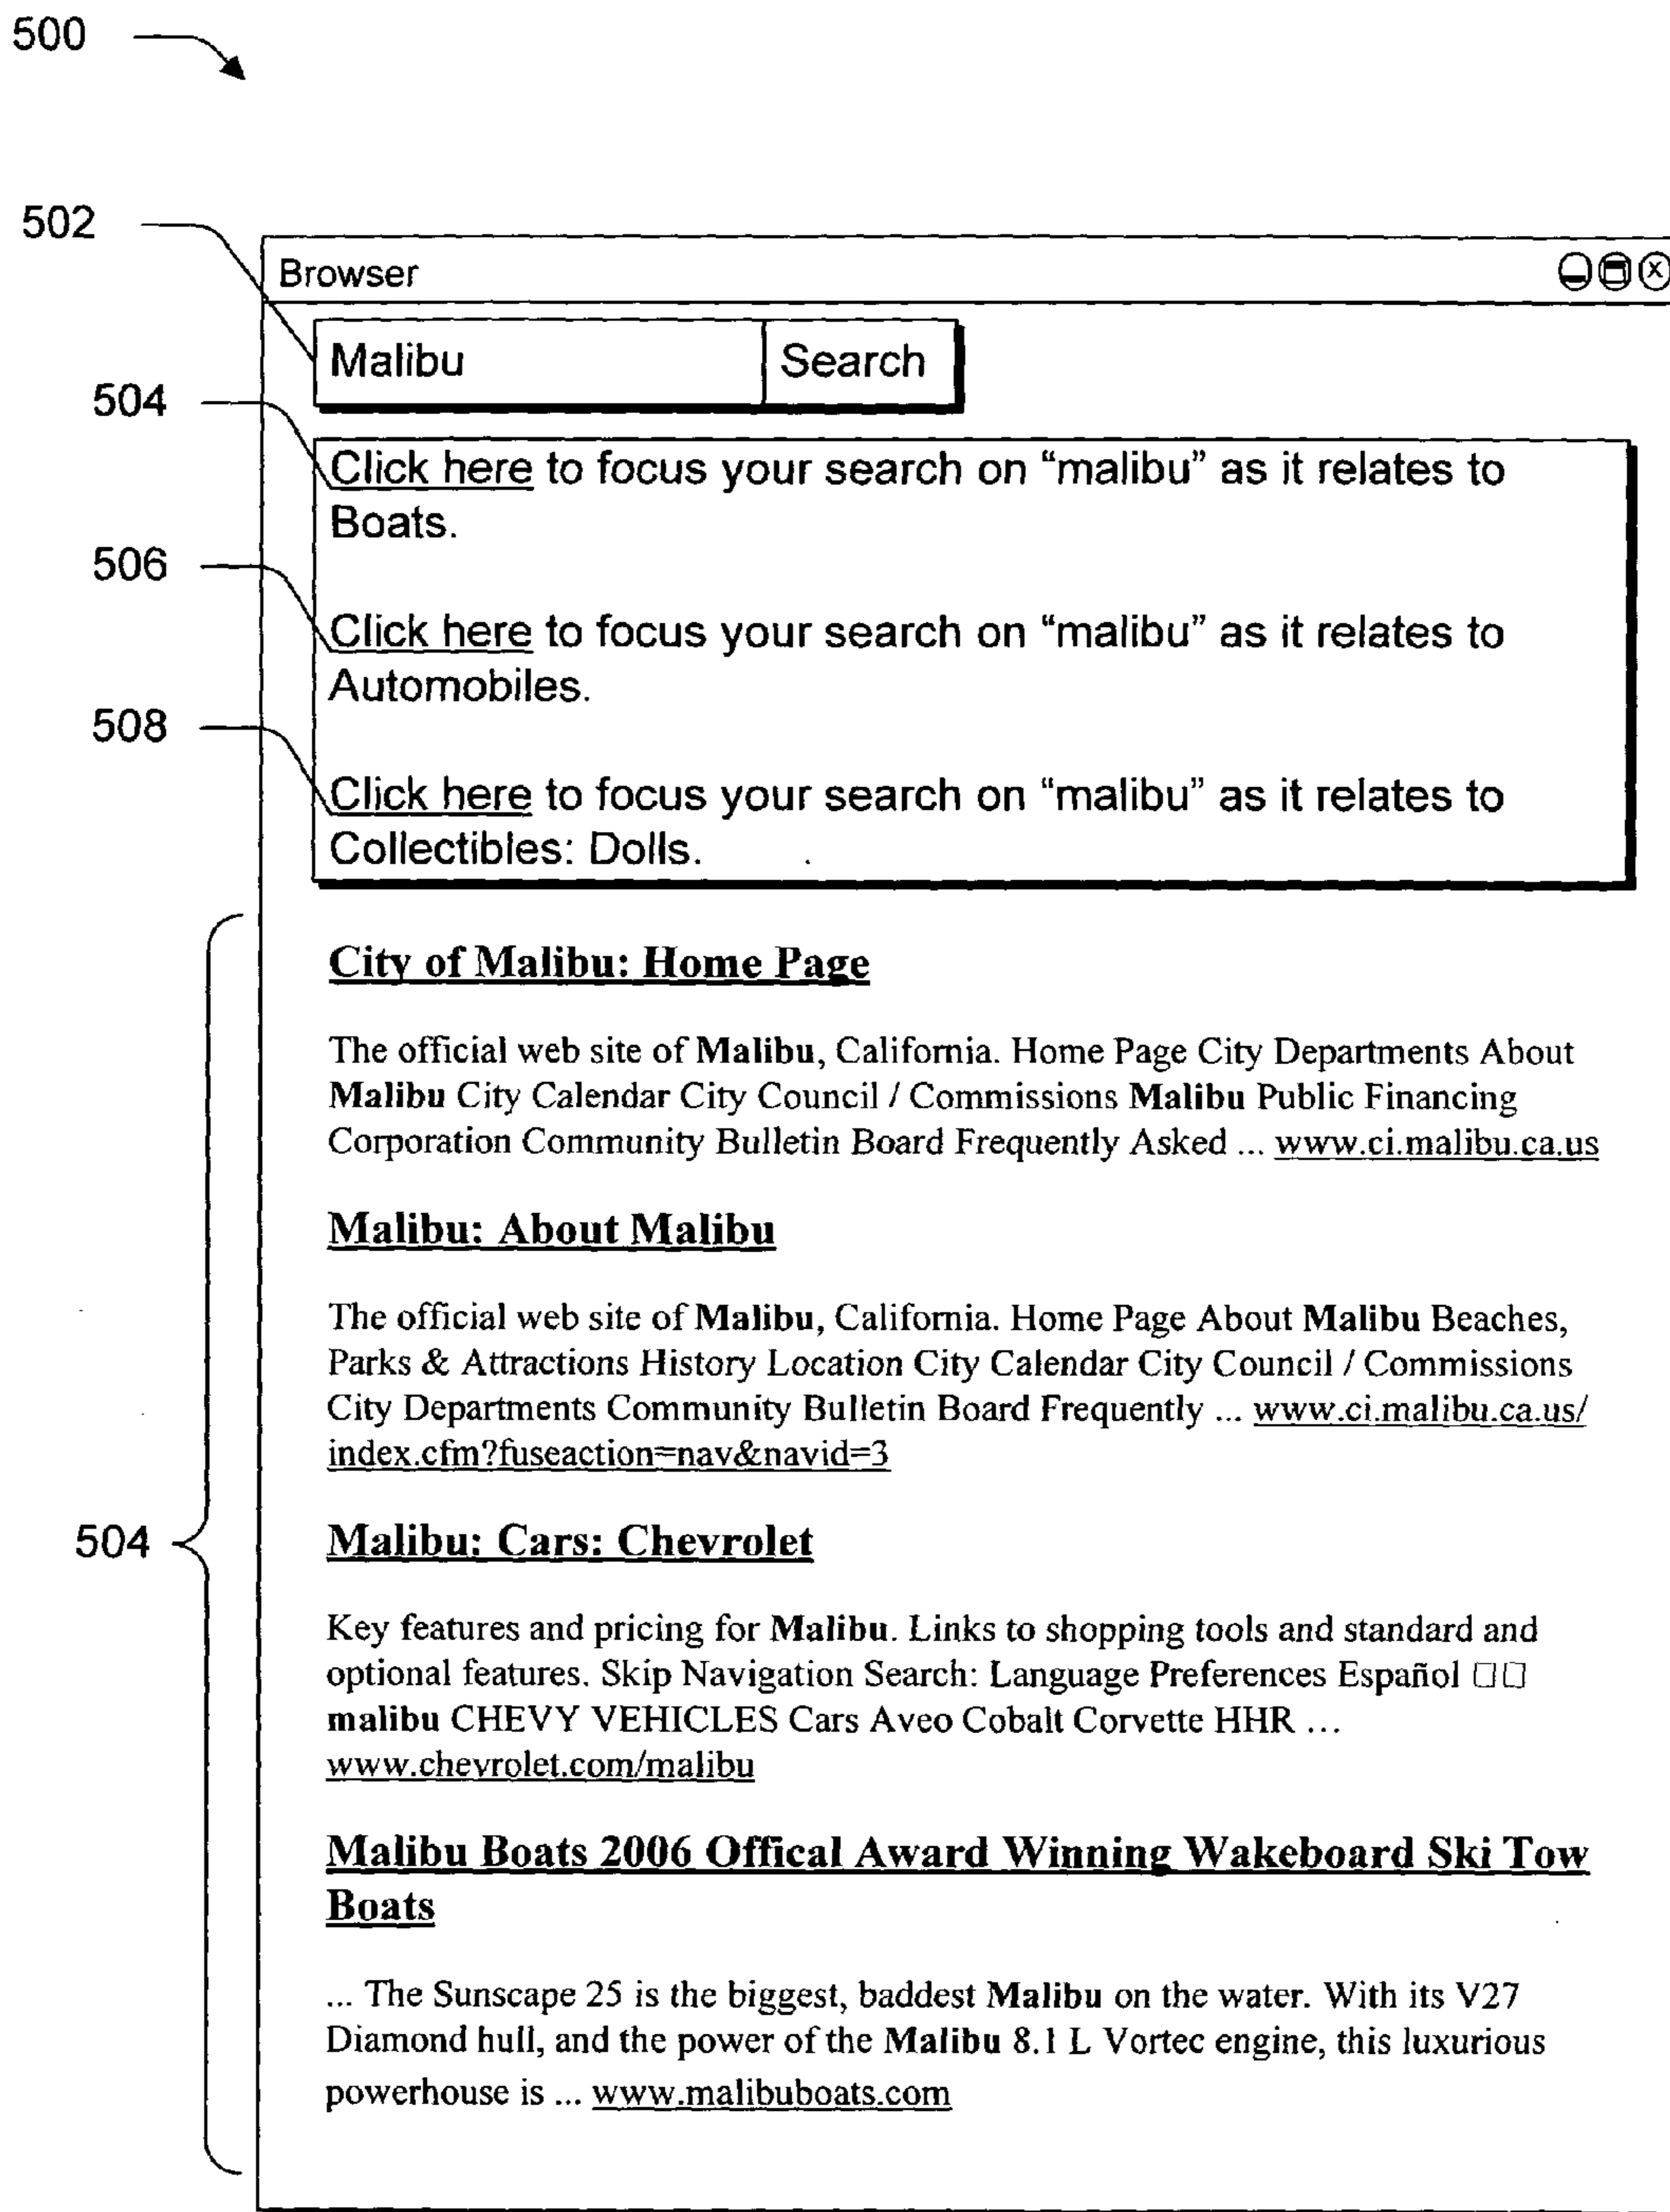 500
502
Browser
Malibu Search
504
Click here to focus your search on “malibu” as it relates to
Boats.
506
Click here to focus your search on “malibu” as it relates to
Automobiles.
508
Click here to focus your search on “malibu” as it relates to
Collectibles: Dolls.
City of Malibu: Home Page
The official web site of Malibu, California. Home Page City Departments About
Malibu City Calendar City Council / Commissions Malibu Public Financing
Corporation Community Bulletin Board Frequently Asked ... www.ci.malibu.ca.us
Malibu: About Malibu
The official web site of Malibu, California. Home Page About Malibu Beaches,
Parks & Attractions History Location City Calendar City Council / Commissions
City Departments Community Bulletin Board Frequently ... www.ci.malibu.ca.us/
index.cfm?fuseaction=nav&navid=3
504
Malibu: Cars: Chevrolet
Key features and pricing for Malibu. Links to shopping tools and standard and
optional features. Skip Navigation Search: Language Preferences Español □□
malibu CHEVY VEHICLES Cars Aveo Cobalt Corvette HHR ...
www.chevrolet.com/malibu
Malibu Boats 2006 Offical Award Winning Wakeboard Ski Tow
Boats
... The Sunscape 25 is the biggest, baddest Malibu on the water. With its V27
Diamond hull, and the power of the Malibu 8.1 L Vortec engine, this luxurious
powerhouse is ... www.malibuboats.com